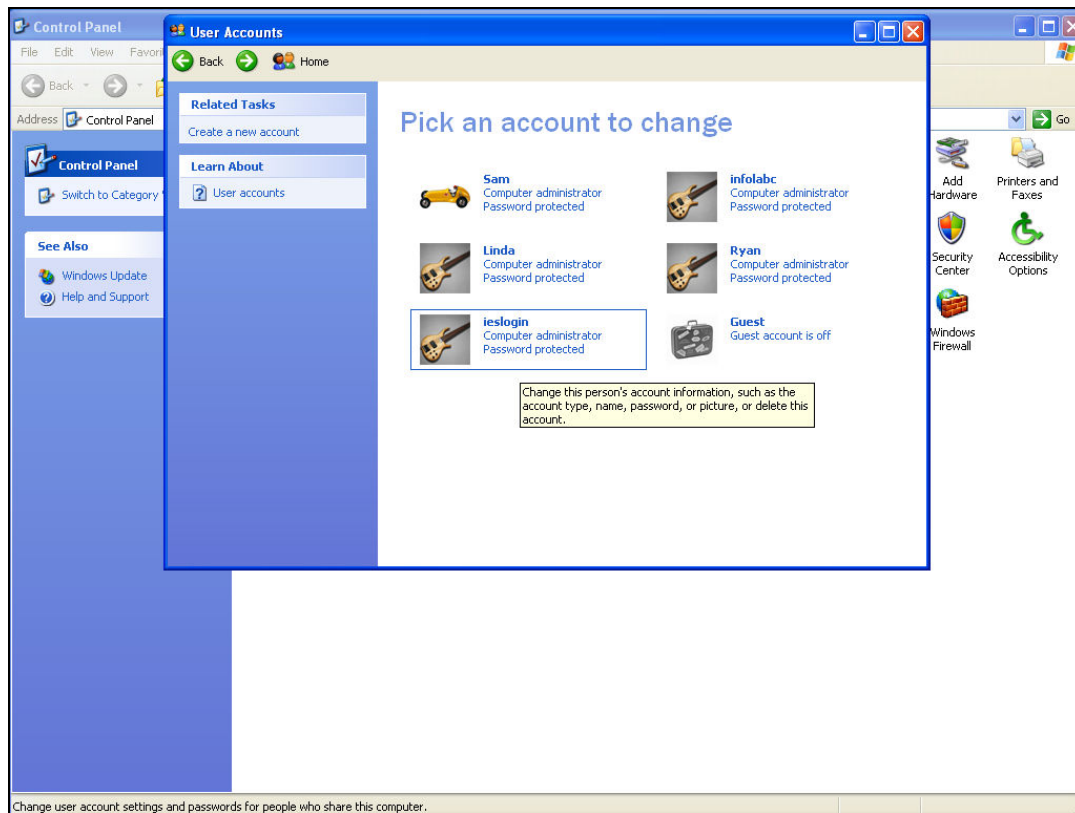 Control Panel
File Edit View
Back
Address Control Panel
Go
Control Panel
Switch to Category
See Also
Windows Update
Help and Support
User Accounts
Back Home
Related Tasks
Create a new account
Learn About
User accounts
Pick an account to change
Sam
Computer administrator
Password protected
infolabc
Computer administrator
Password protected
Linda
Computer administrator
Password protected
Ryan
Computer administrator
Password protected
ieslogin
Computer administrator
Password protected
Guest
Guest account is off
Change this person's account information, such as the
account type, name, password, or picture, or delete this
account.
Add
Hardware
Printers and
Faxes
Security
Center
Accessibility
Options
Windows
Firewall
Change user account settings and passwords for people who share this computer.